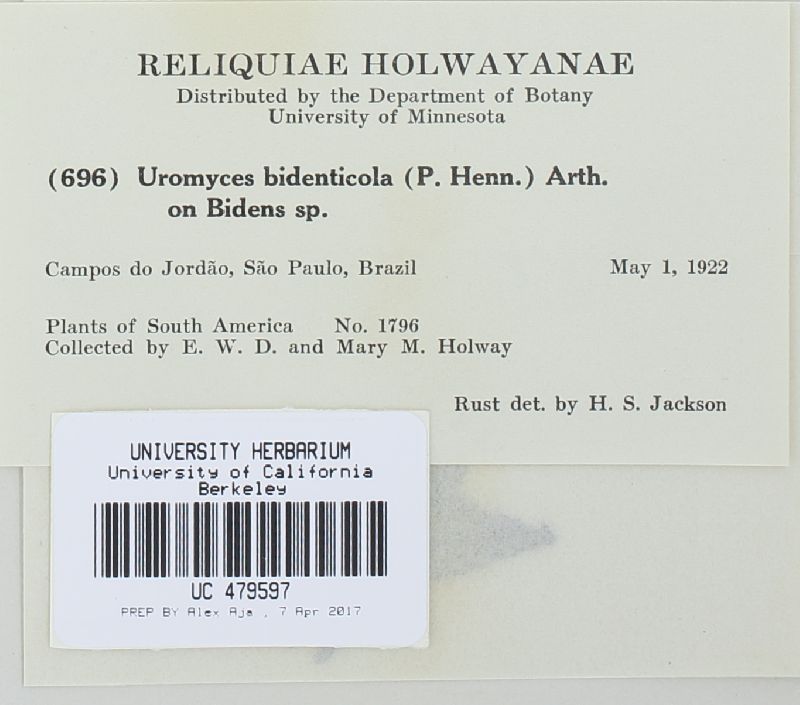 RELIQUIAE HOLWAYANAE
Distributed by the Department of Botany
University of Minnesota
(696) Uromyces bidenticola (P. Henn.) Arth.
on Bidens sp.
Campos do Jordão, São Paulo, Brazil May 1, 1922
Plants of South America No. 1796
Collected by E. W. D. and Mary M. Holway
Rust det. by H. S. Jackson
UNIVERSITY HERBARIUM
University of California
Berkeley
UC 479597
PREP BY Alex Aja , 7 Apr 2017